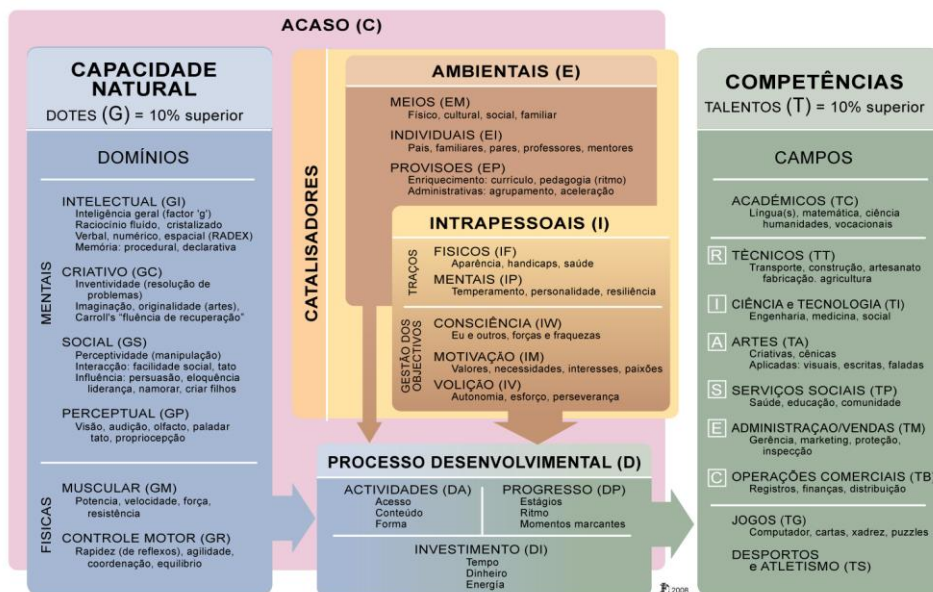 ACASO (C)
CAPACIDADE
NATURAL
DOTES (G) = 10% superior
DOMÍNIOS
MENTAIS
INTELECTUAL (GI)
Inteligência geral (factor 'g')
Raciocínio fluído, cristalizado
Verbal, numérico, espacial (RADEX)
Memória: procedural, declarativa
CRIATIVO (GC)
Inventividade (resolução de
problemas)
Imaginação, originalidade (artes),
Carroll's "fluência de recuperação"
SOCIAL (GS)
Perceptividade (manipulação)
Interacção: facilidade social, tato
Influência: persuasão, eloquência
liderança, namorar, criar filhos
PERCEPTUAL (GP)
Visão, audição, olfacto, paladar
tato, propriocepção
FISICAS
MUSCULAR (GM)
Potencia, velocidade, força,
resistência
CONTROLE MOTOR (GR)
Rapidez (de reflexos), agilidade,
coordenação, equilibrio
CATALISADORES
AMBIENTAIS (E)
MEIOS (EM)
Físico, cultural, social, familiar
INDIVIDUAIS (EI)
Pais, familiares, pares, professores, mentores
PROVISOES (EP)
Enriquecimento: currículo, pedagogia (ritmo)
Administrativas: agrupamento, aceleração
INTRAPESSOAIS (I)
TRAÇOS
FISICOS (IF)
Aparência, handicaps, saúde
MENTAIS (IP)
Temperamento, personalidade, resiliência
GESTÃO DOS
OBJECTIVOS
CONSCIÊNCIA (IW)
Eu e outros, forças e fraquezas
MOTIVAÇÃO (IM)
Valores, necessidades, interesses, paixões
VOLIÇÃO (IV)
Autonomia, esforço, perseverança
PROCESSO DESENVOLVIMENTAL (D)
ACTIVIDADES (DA)
Acesso
Conteúdo
Forma
PROGRESSO (DP)
Estágios
Ritmo
Momentos marcantes
INVESTIMENTO (DI)
Tempo
Dinheiro
Energía
2008
COMPETÊNCIAS
TALENTOS (T) = 10% superior
CAMPOS
ACADÉMICOS (TC)
Lingua(s), matemática, ciência
humanidades, vocacionais
R TÈCNICOS (TT)
Transporte, construção, artesanato
fabricação. agricultura
I CIÊNCIA e TECNOLOGIA (TI)
Engenharia, medicina, social
A ARTES (TA)
Criativas, cênicas
Aplicadas: visuais, escritas, faladas
S SERVIÇOS SOCIAIS (TP)
Saúde, educação, comunidade
E ADMINISTRAÇAO/VENDAS (TM)
Gerência, marketing, proteção,
inspecção
C OPERAÇÕES COMERCIAIS (TB)
Registros, finanças, distribuição
JOGOS (TG)
Computador, cartas, xadrez, puzzles
DESPORTOS
e ATLETISMO (TS)